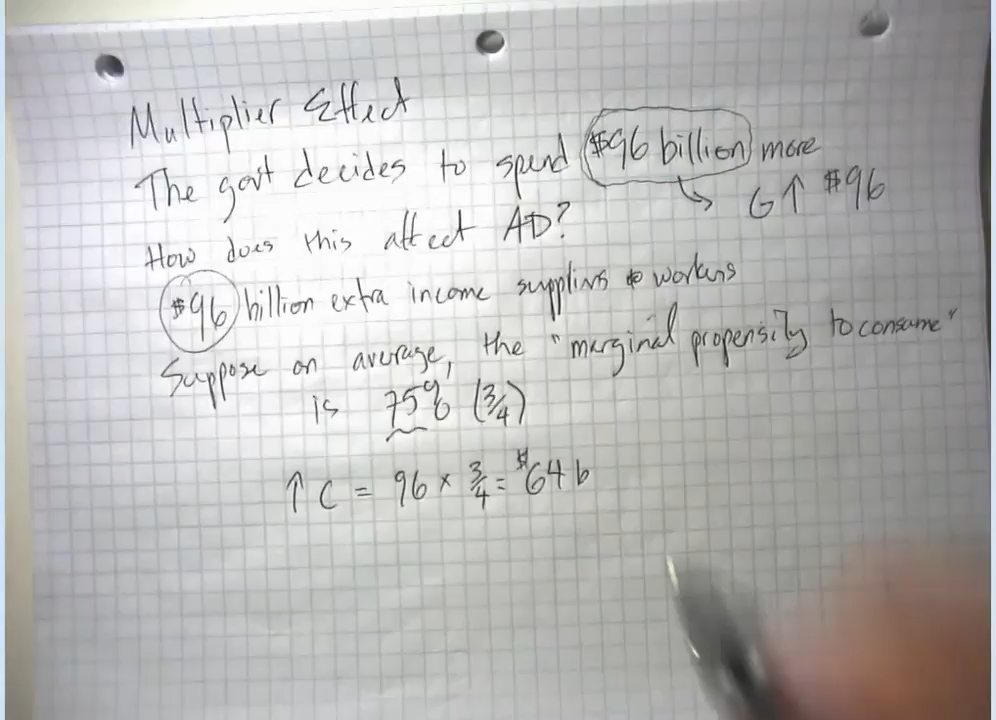 Multiplier Effect
The gov't decides to spend $96 billion more
G↑ $96
How does this affect AD?
$96 billion extra income suppliers & workers
Suppose on average, the "marginal propensity to consume"
is 75% (3/4)
↑ C = 96 × 3/4 = $64 b